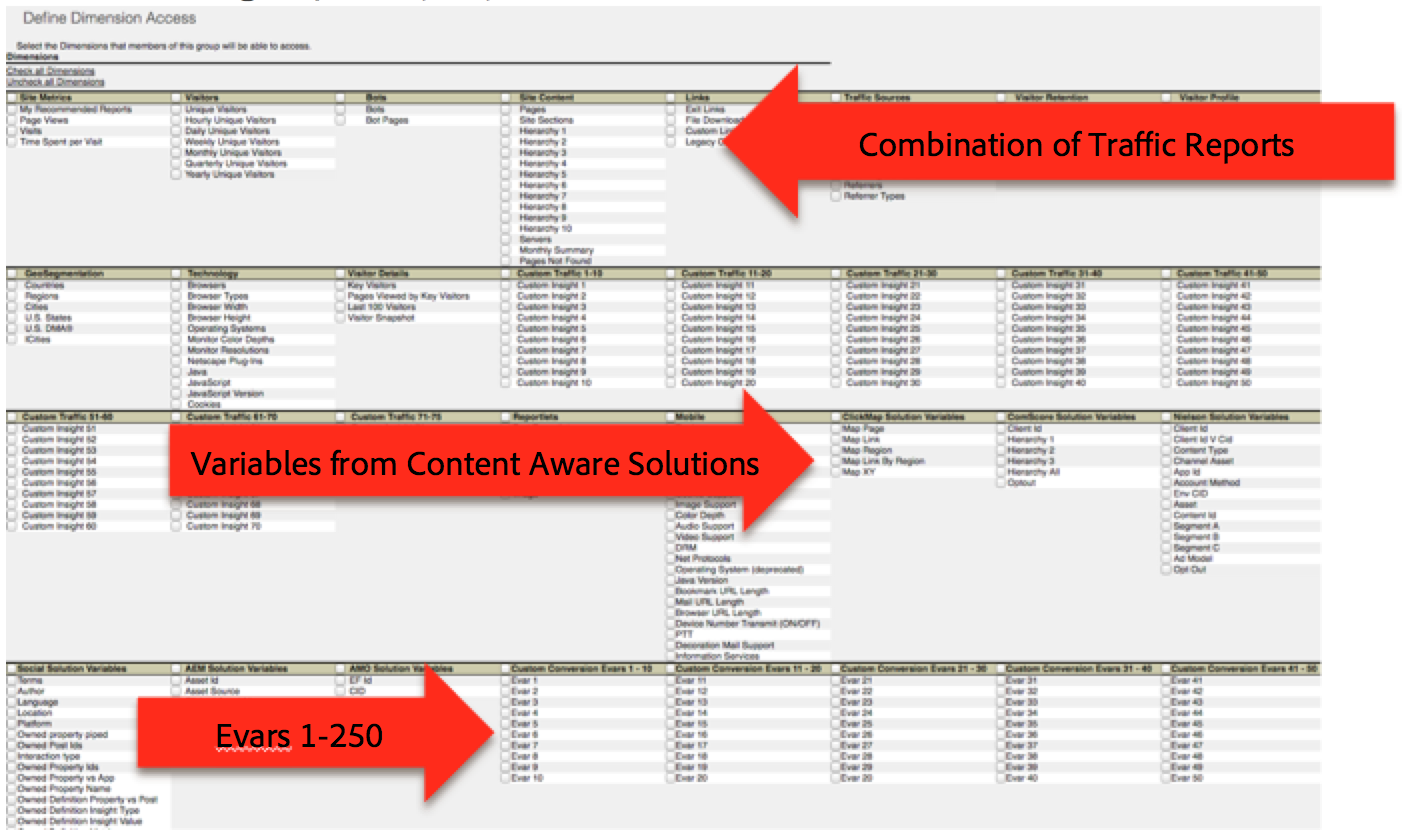 Define Dimension Access
Select the Dimensions that members of this group will be able to access.
Dimensions
Check all Dimensions
Uncheck all Dimensions
Site Metrics
My Recommended Reports
Page Views
Visits
Time Spent per Visit
Visitors
Unique Visitors
Hourly Unique Visitors
Daily Unique Visitors
Weekly Unique Visitors
Monthly Unique Visitors
Quarterly Unique Visitors
Yearly Unique Visitors
Bots
Bots
Bot Pages
Site Content
Pages
Site Sections
Hierarchy 1
Hierarchy 2
Hierarchy 3
Hierarchy 4
Hierarchy 5
Hierarchy 6
Hierarchy 7
Hierarchy 8
Hierarchy 9
Hierarchy 10
Servers
Monthly Summary
Pages Not Found
Links
Exit Links
File Download
Custom
Legacy
Traffic Sources
Referrers
Referrer Types
Visitor Retention
Visitor Profile
Combination of Traffic Reports
GeoSegmentation
Countries
Regions
Cities
U.S. States
U.S. DMA®
Technology
Browsers
Browser Types
Browser Width
Browser Height
Operating Systems
Monitor Color Depths
Monitor Resolutions
Netscape Plug-Ins
Java
JavaScript
JavaScript Version
Cookies
Visitor Details
Key Visitors
Pages Viewed by Key Visitors
Last 100 Visitors
Visitor Snapshot
Custom Traffic 1-10
Custom Insight 1
Custom Insight 2
Custom Insight 3
Custom Insight 4
Custom Insight 5
Custom Insight 6
Custom Insight 7
Custom Insight 8
Custom Insight 9
Custom Insight 10
Custom Traffic 11-20
Custom Insight 11
Custom Insight 12
Custom Insight 13
Custom Insight 14
Custom Insight 15
Custom Insight 16
Custom Insight 17
Custom Insight 18
Custom Insight 19
Custom Insight 20
Custom Traffic 21-30
Custom Insight 21
Custom Insight 22
Custom Insight 23
Custom Insight 24
Custom Insight 25
Custom Insight 26
Custom Insight 27
Custom Insight 28
Custom Insight 29
Custom Insight 30
Custom Traffic 31-40
Custom Insight 31
Custom Insight 32
Custom Insight 33
Custom Insight 34
Custom Insight 35
Custom Insight 36
Custom Insight 37
Custom Insight 38
Custom Insight 39
Custom Insight 40
Custom Traffic 41-50
Custom Insight 41
Custom Insight 42
Custom Insight 43
Custom Insight 44
Custom Insight 45
Custom Insight 46
Custom Insight 47
Custom Insight 48
Custom Insight 49
Custom Insight 50
Custom Traffic 51-60
Custom Insight 51
Custom Insight 52
Custom Insight 53
Custom Insight 54
Custom Insight 55
Custom Insight 56
Custom Insight 57
Custom Insight 58
Custom Insight 59
Custom Insight 60
Custom Traffic 61-70
Custom Insight 68
Custom Insight 69
Custom Insight 70
Custom Traffic 71-75
Reportlets
Variables from Content Aware Solutions
Mobile
Image Support
Color Depth
Audio Support
Video Support
DRM
Net Protocols
Operating System (deprecated)
Java Version
Bookmark URL Length
Mail URL Length
Browser URL Length
Device Number Transmit (ON/OFF)
PTT
Decoration Mail Support
Information Services
ClickMap Solution Variables
Map Page
Map Link
Map Region
Map Link By Region
Map XY
ComScore Solution Variables
Client Id
Hierarchy 1
Hierarchy 2
Hierarchy 3
Hierarchy All
Optout
Nielson Solution Variables
Client Id
Client Id V Cid
Content Type
Channel Asset
App Id
Account Method
Env CID
Asset
Content Id
Segment A
Segment B
Segment C
Ad Model
Opt Out
Social Solution Variables
Terms
Author
Language
Location
Platform
Owned property piped
Owned Post Ids
Interaction type
Owned Property Ids
Owned Property vs App
Owned Property Name
Owned Definition Property vs Post
Owned Definition Insight Type
Owned Definition Insight Value
AEM Solution Variables
Asset Id
Asset Source
AMO Solution Variables
EF Id
CID
Evars 1-250
Custom Conversion Evars 1 - 10
Evar 1
Evar 2
Evar 3
Evar 4
Evar 5
Evar 6
Evar 7
Evar 8
Evar 9
Evar 10
Custom Conversion Evars 11 - 20
Evar 11
Evar 12
Evar 13
Evar 14
Evar 15
Evar 16
Evar 17
Evar 18
Evar 19
Evar 20
Custom Conversion Evars 21 - 30
Evar 21
Evar 22
Evar 23
Evar 24
Evar 25
Evar 26
Evar 27
Evar 28
Evar 29
Evar 20
Custom Conversion Evars 31 - 40
Evar 31
Evar 32
Evar 33
Evar 34
Evar 35
Evar 36
Evar 37
Evar 38
Evar 39
Evar 40
Custom Conversion Evars 41 - 50
Evar 41
Evar 42
Evar 43
Evar 44
Evar 45
Evar 46
Evar 47
Evar 48
Evar 49
Evar 50